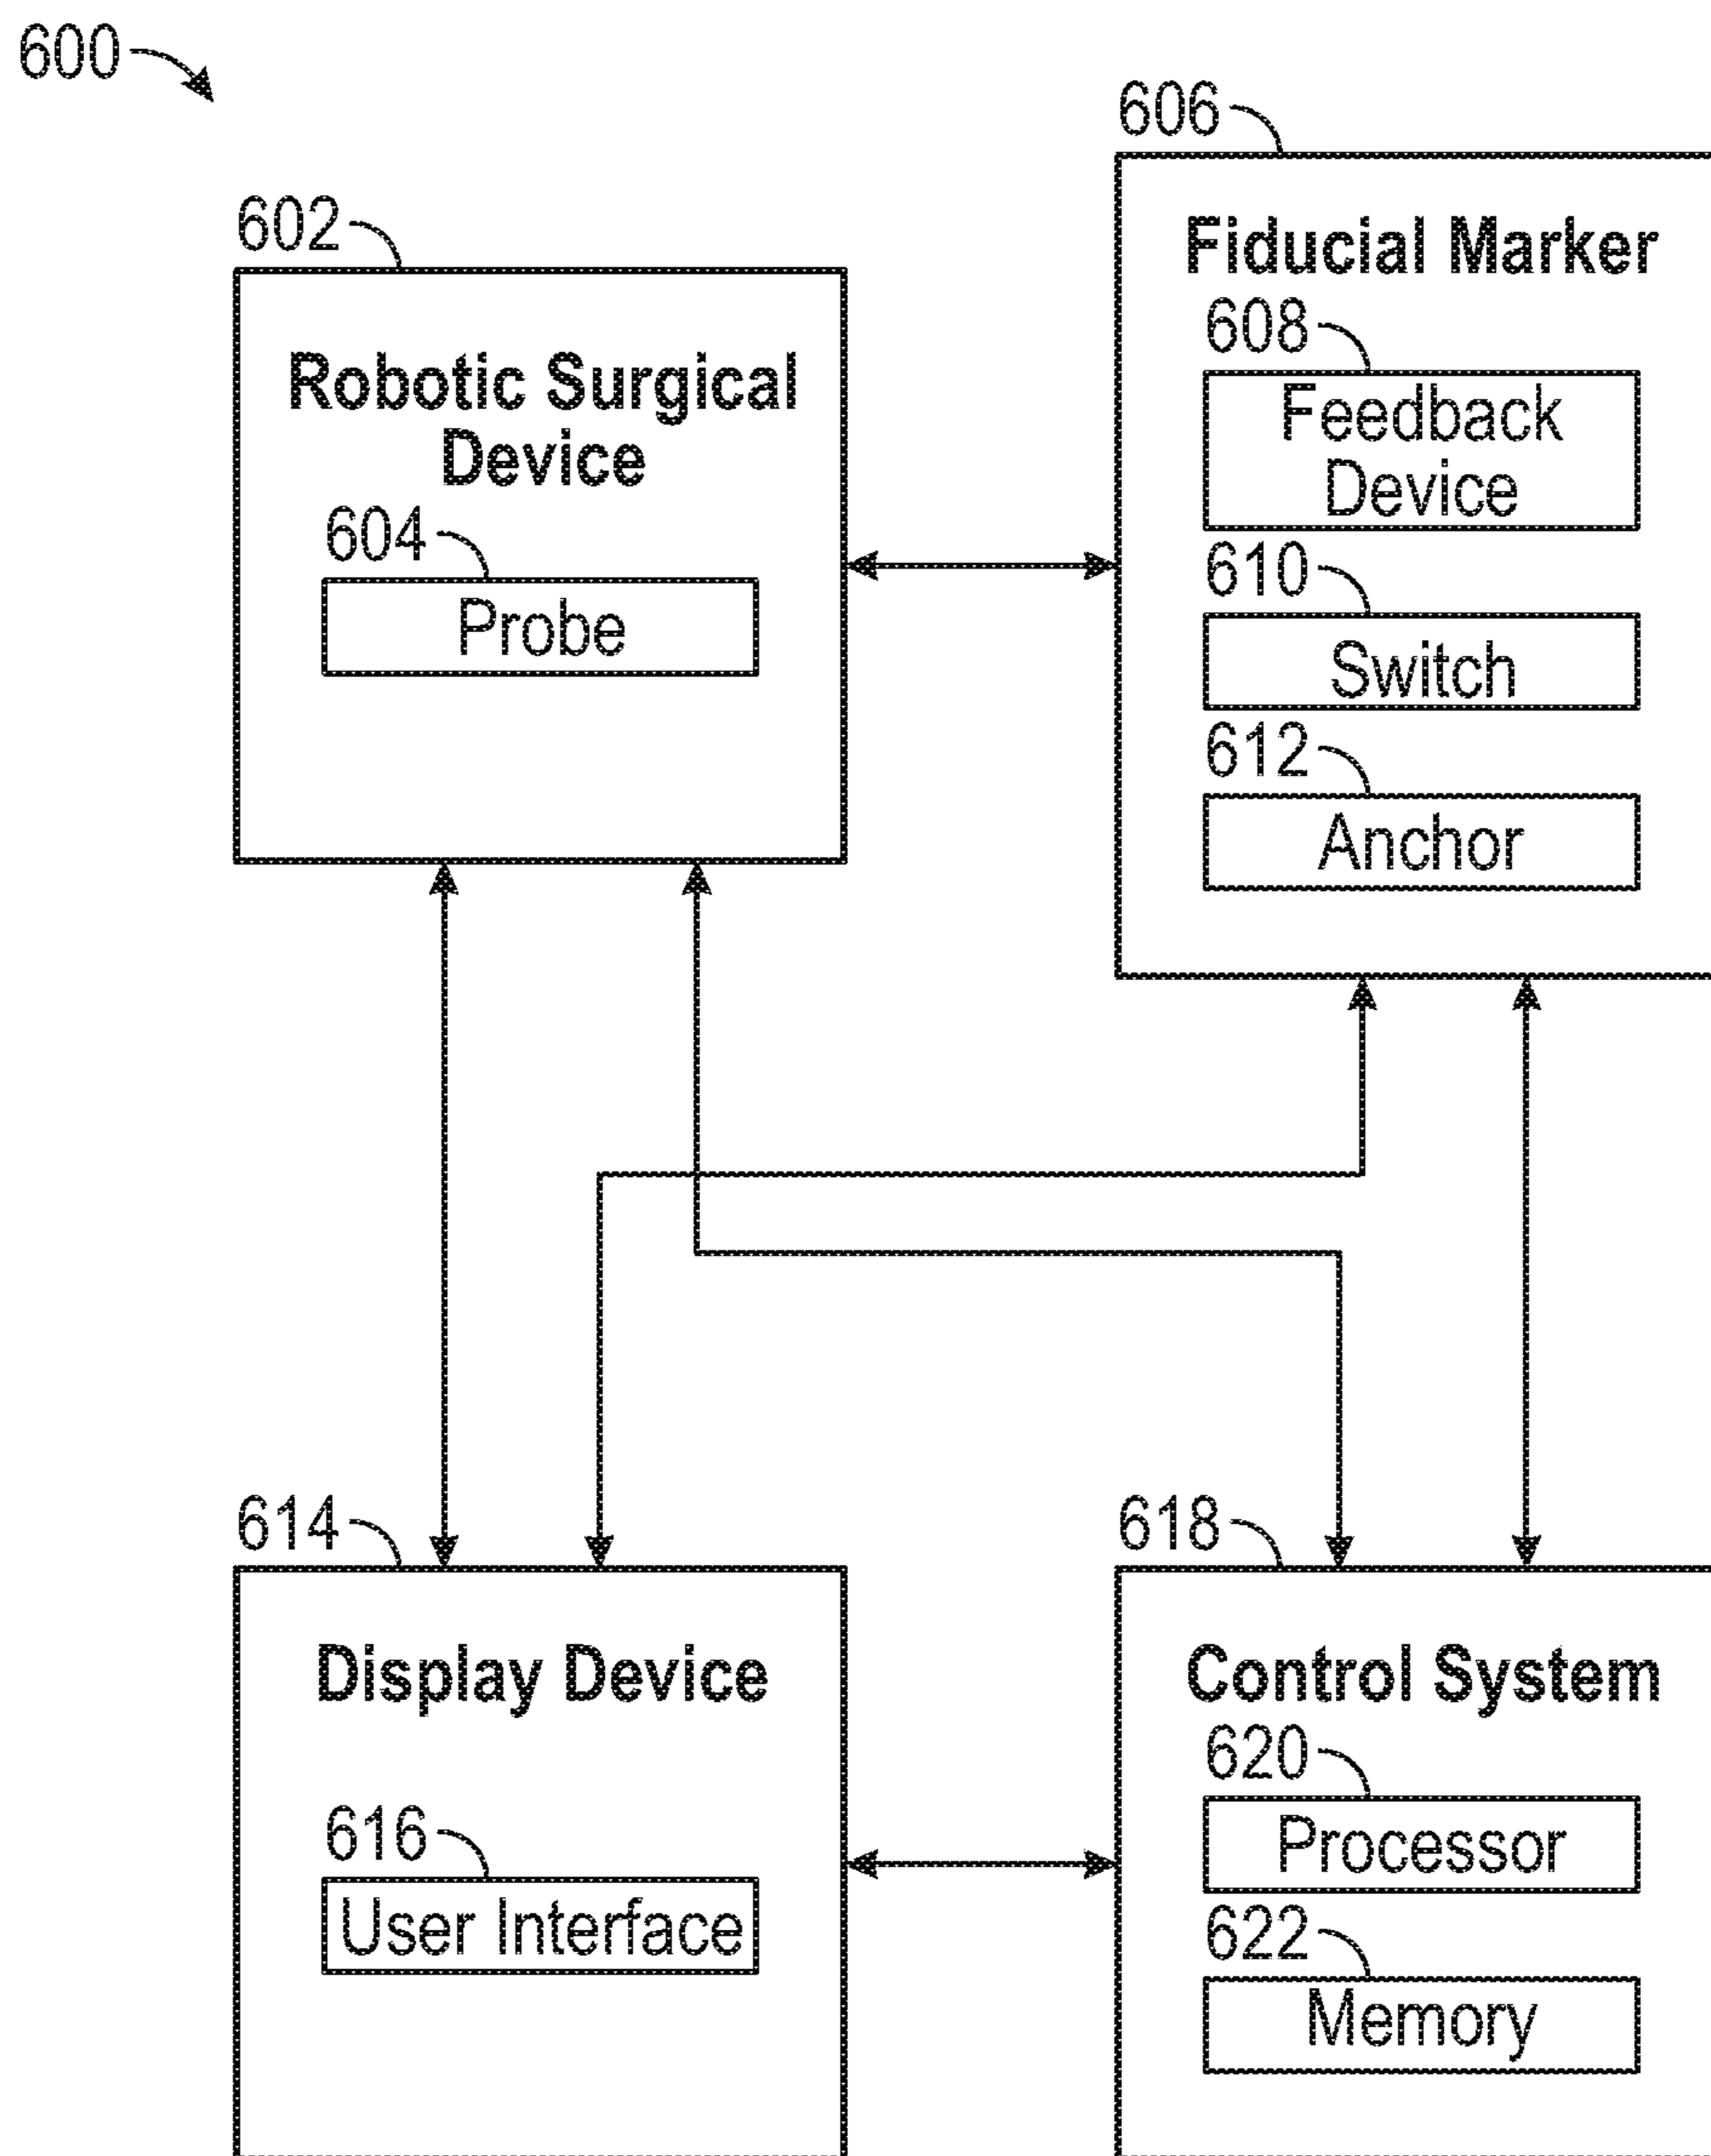 600
602
Robotic Surgical
Device
604
Probe
606
Fiducial Marker
608
Feedback
Device
610
Switch
612
Anchor
614
Display Device
616
User Interface
618
Control System
620
Processor
622
Memory